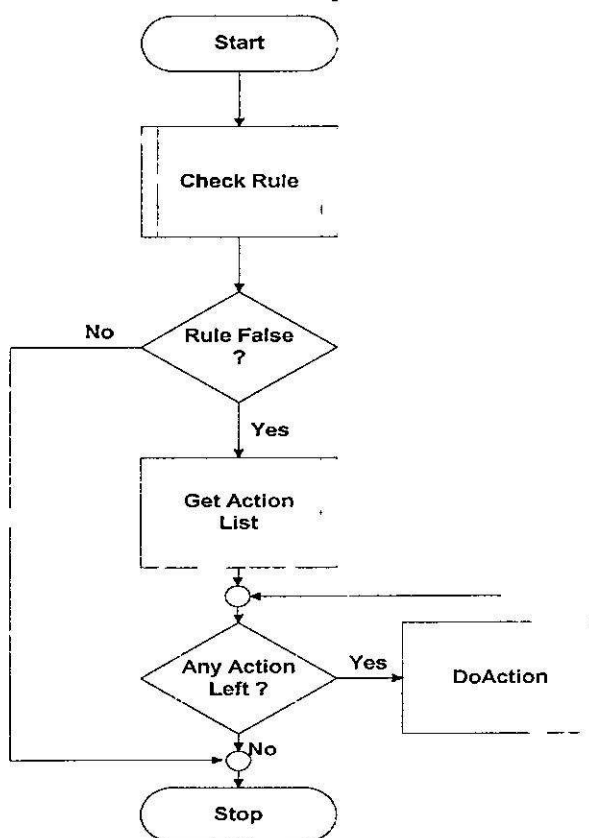 Start
Check Rule
No
Rule False
?
Yes
Get Action
List
Any Action
Left ?
Yes
DoAction
No
Stop